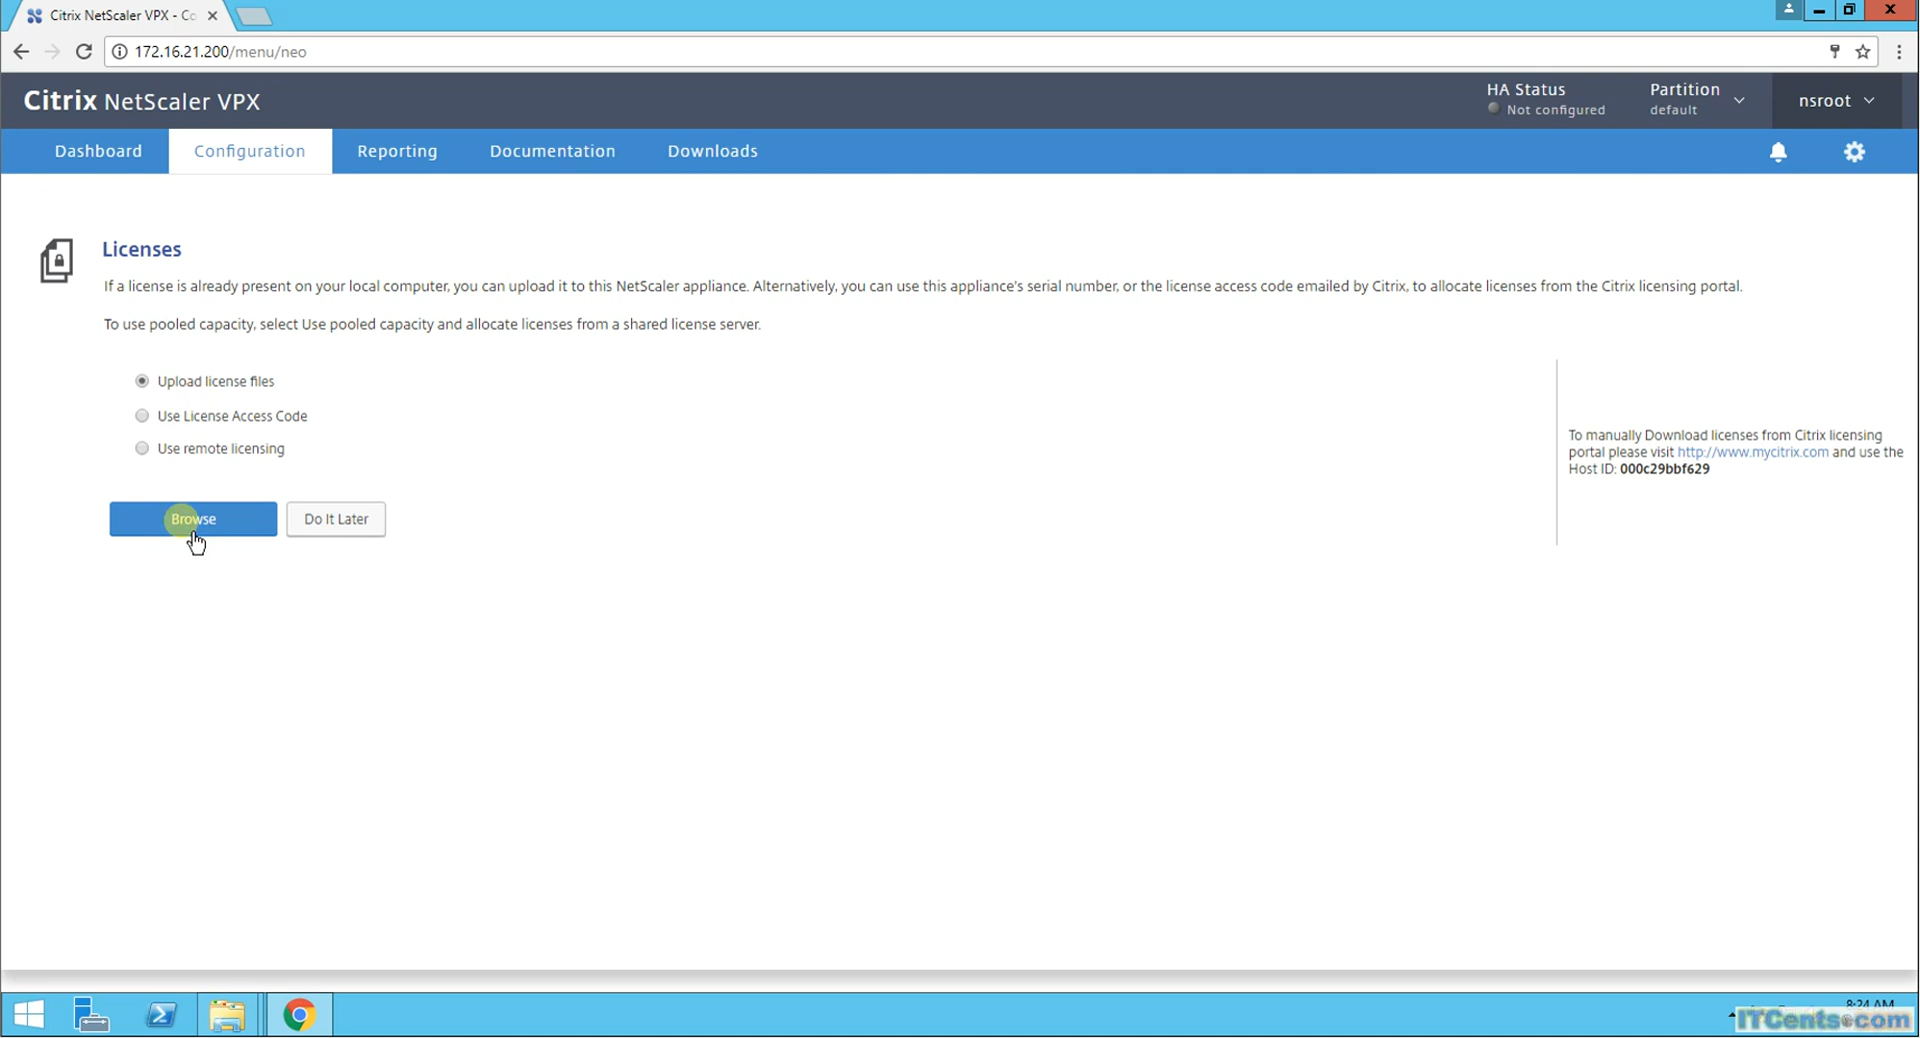 Citrix NetScaler VPX - Co
172.16.21.200/menu/neo
Citrix NetScaler VPX
HA Status
Not configured
Partition
default
nsroot
Dashboard
Configuration
Reporting
Documentation
Downloads
Licenses
If a license is already present on your local computer, you can upload it to this NetScaler appliance. Alternatively, you can use this appliance's serial number, or the license access code emailed by Citrix, to allocate licenses from the Citrix licensing portal.
To use pooled capacity, select Use pooled capacity and allocate licenses from a shared license server.
Upload license files
Use License Access Code
Use remote licensing
Browse
Do It Later
To manually Download licenses from Citrix licensing
portal please visit http://www.mycitrix.com and use the
Host ID: 000c29bbf629
8:24 AM
ITCents.com